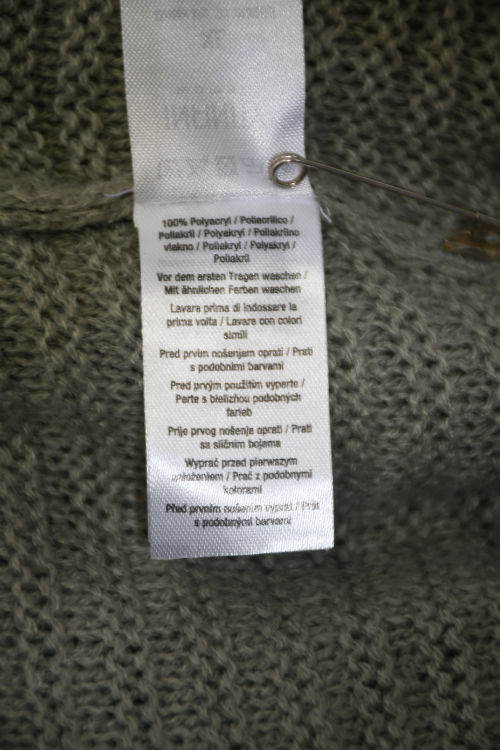 100% Polyacryl / Poliacrilico /
Poliakril / Polyakryl / Poliakrilno
vlakno / Poliakryl / Polyakryl /
Poliakril
Vor dem ersten Tragen waschen /
Mit ähnlichen Farben waschen
Lavare prima di indossare la
prima volta / Lavare con colori
simili
Pred prvim nošenjem oprati / Prati
s podobnimi barvami
Pred prvým použitím vyperte /
Perte s bielizňou podobných
farieb
Prije prvog nošenja oprati / Prati
sa sličnim bojama
Wyprać przed pierwszym
założeniem / Prać z podobnymi
kolorami
Před prvním nošením vyprat / Prát
s podobnými barvami